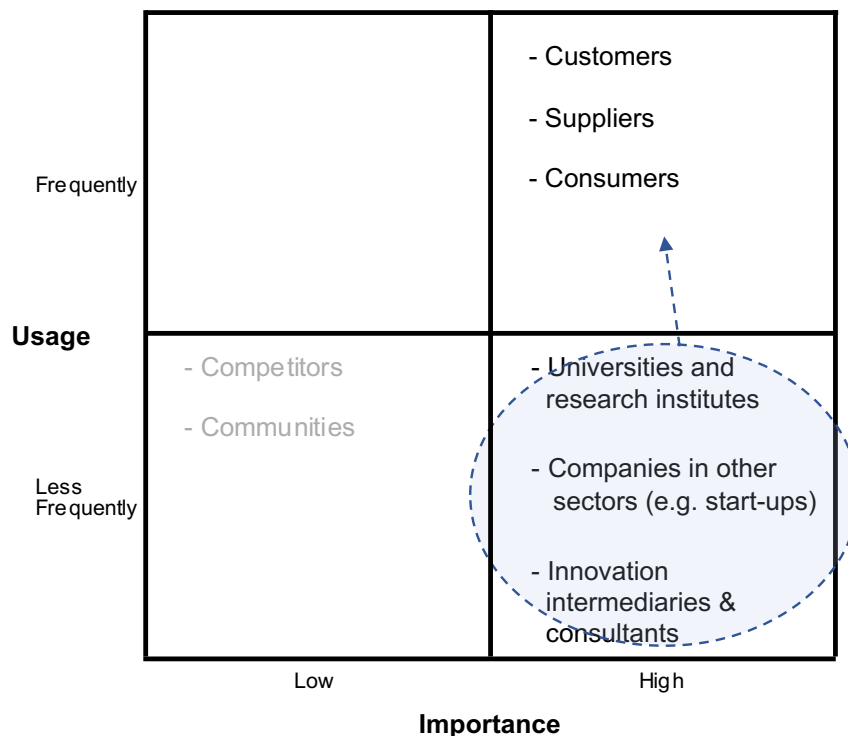 - Customers
- Suppliers
- Consumers
Frequently
Usage
- Competitors
- Communities
- Universities and
research institutes
- Companies in other
sectors (e.g. start-ups)
- Innovation
intermediaries &
consultants
Less
Frequently
Low
High
Importance